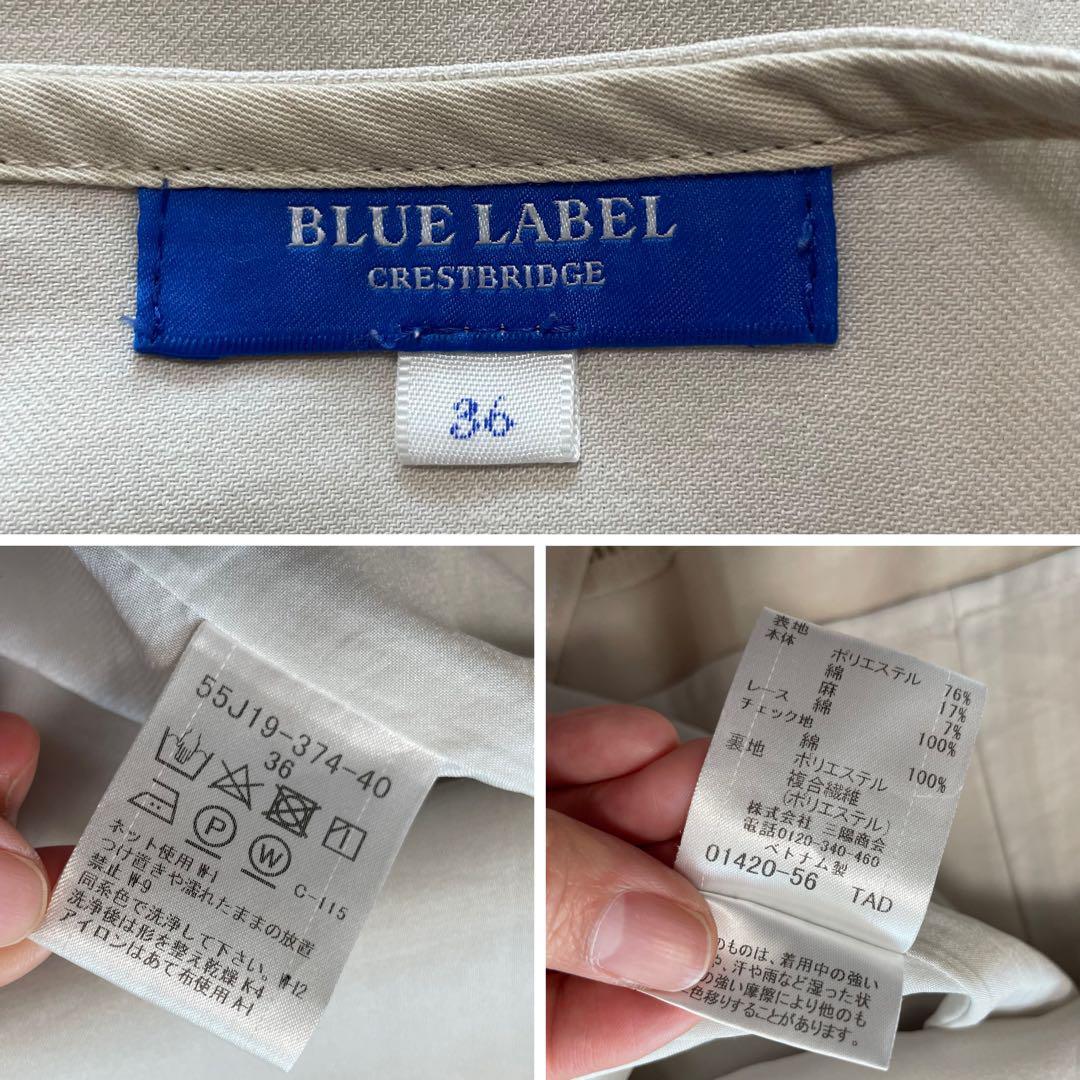 BLUE LABEL
CRESTBRIDGE
36
55J19-374-40
36
P
W
C-115
ネット使用 W-1
つけ置きや濡れたままの放置
禁止 W-9
同系色で洗浄して下さい。W-12
洗浄後は形を整え乾燥 K-4
アイロンはあて布使用 A-1
表地
本体 ポリエステル 76%
綿 17%
麻 7%
レース 綿 100%
チェック地
綿 100%
裏地 ポリエステル
複合繊維
(ポリエステル)
株式会社 三陽商会
電話0120-340-460
ベトナム製
01420-56 TAD
のものは、着用中の強い
や、汗や雨など湿った状
の強い摩擦により他のも
色移りすることがあります。